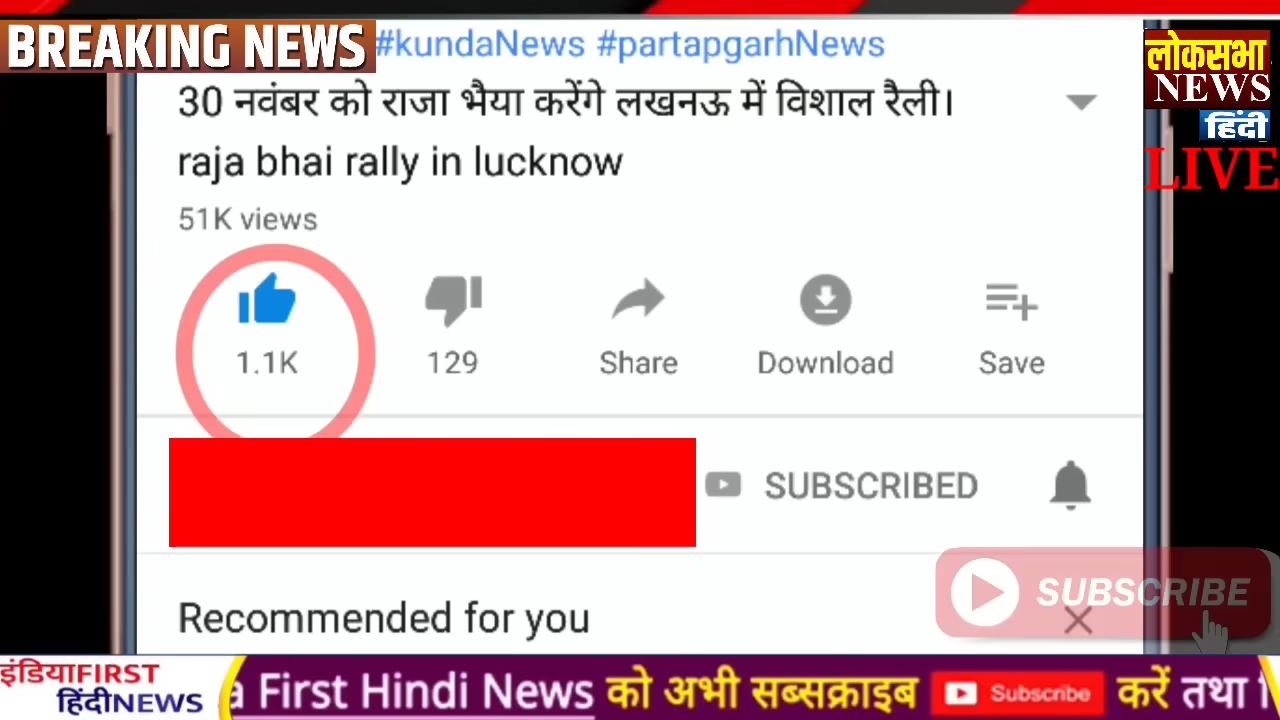 BREAKING NEWS
#kundaNews #partapgarhNews
लोकसभा
NEWS
हिंदी
LIVE
30 नवंबर को राजा भैया करेंगे लखनऊ में विशाल रैली।
raja bhai rally in lucknow
51K views
1.1K 129 Share Download Save
SUBSCRIBED
SUBSCRIBE
Recommended for you
इंडियाFIRST
हिंदीNEWS
a First Hindi News को अभी सब्सक्राइब Subscribe करें तथा